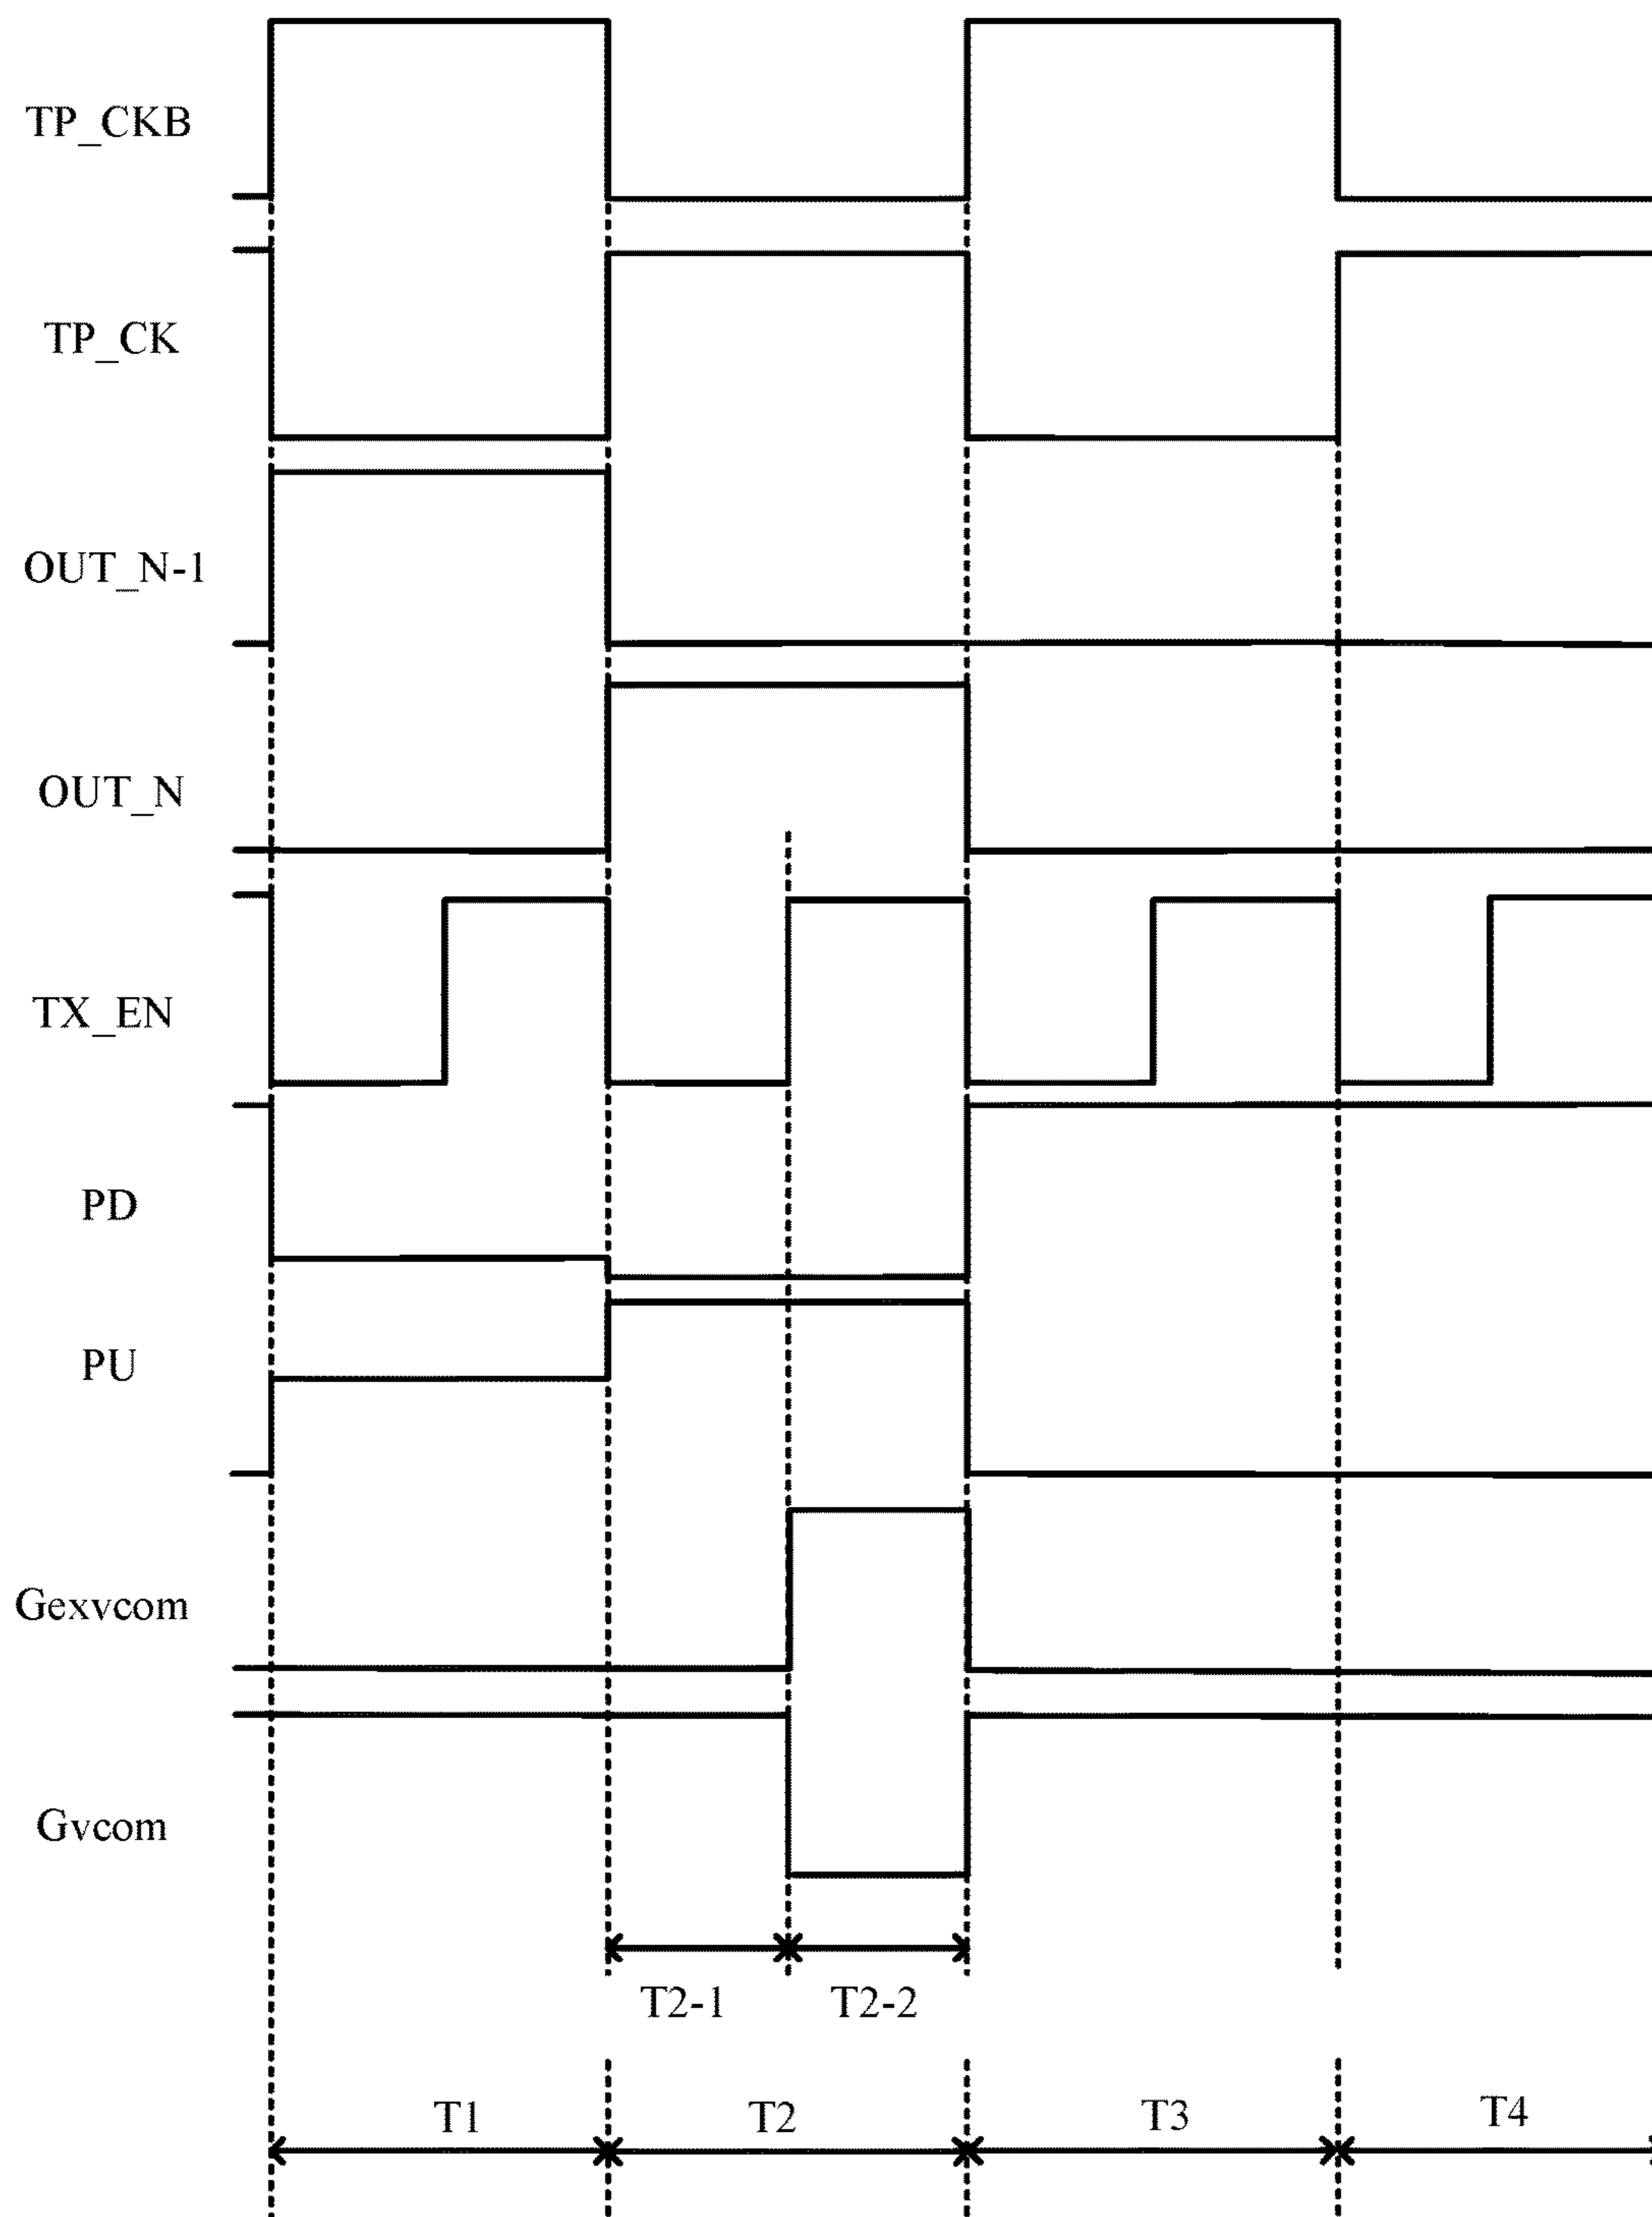 TP_CKB
TP_CK
OUT_N-1
OUT_N
TX_EN
PD
PU
Gexvcom
Gvcom
T2-1 T2-2
T1 T2 T3 T4